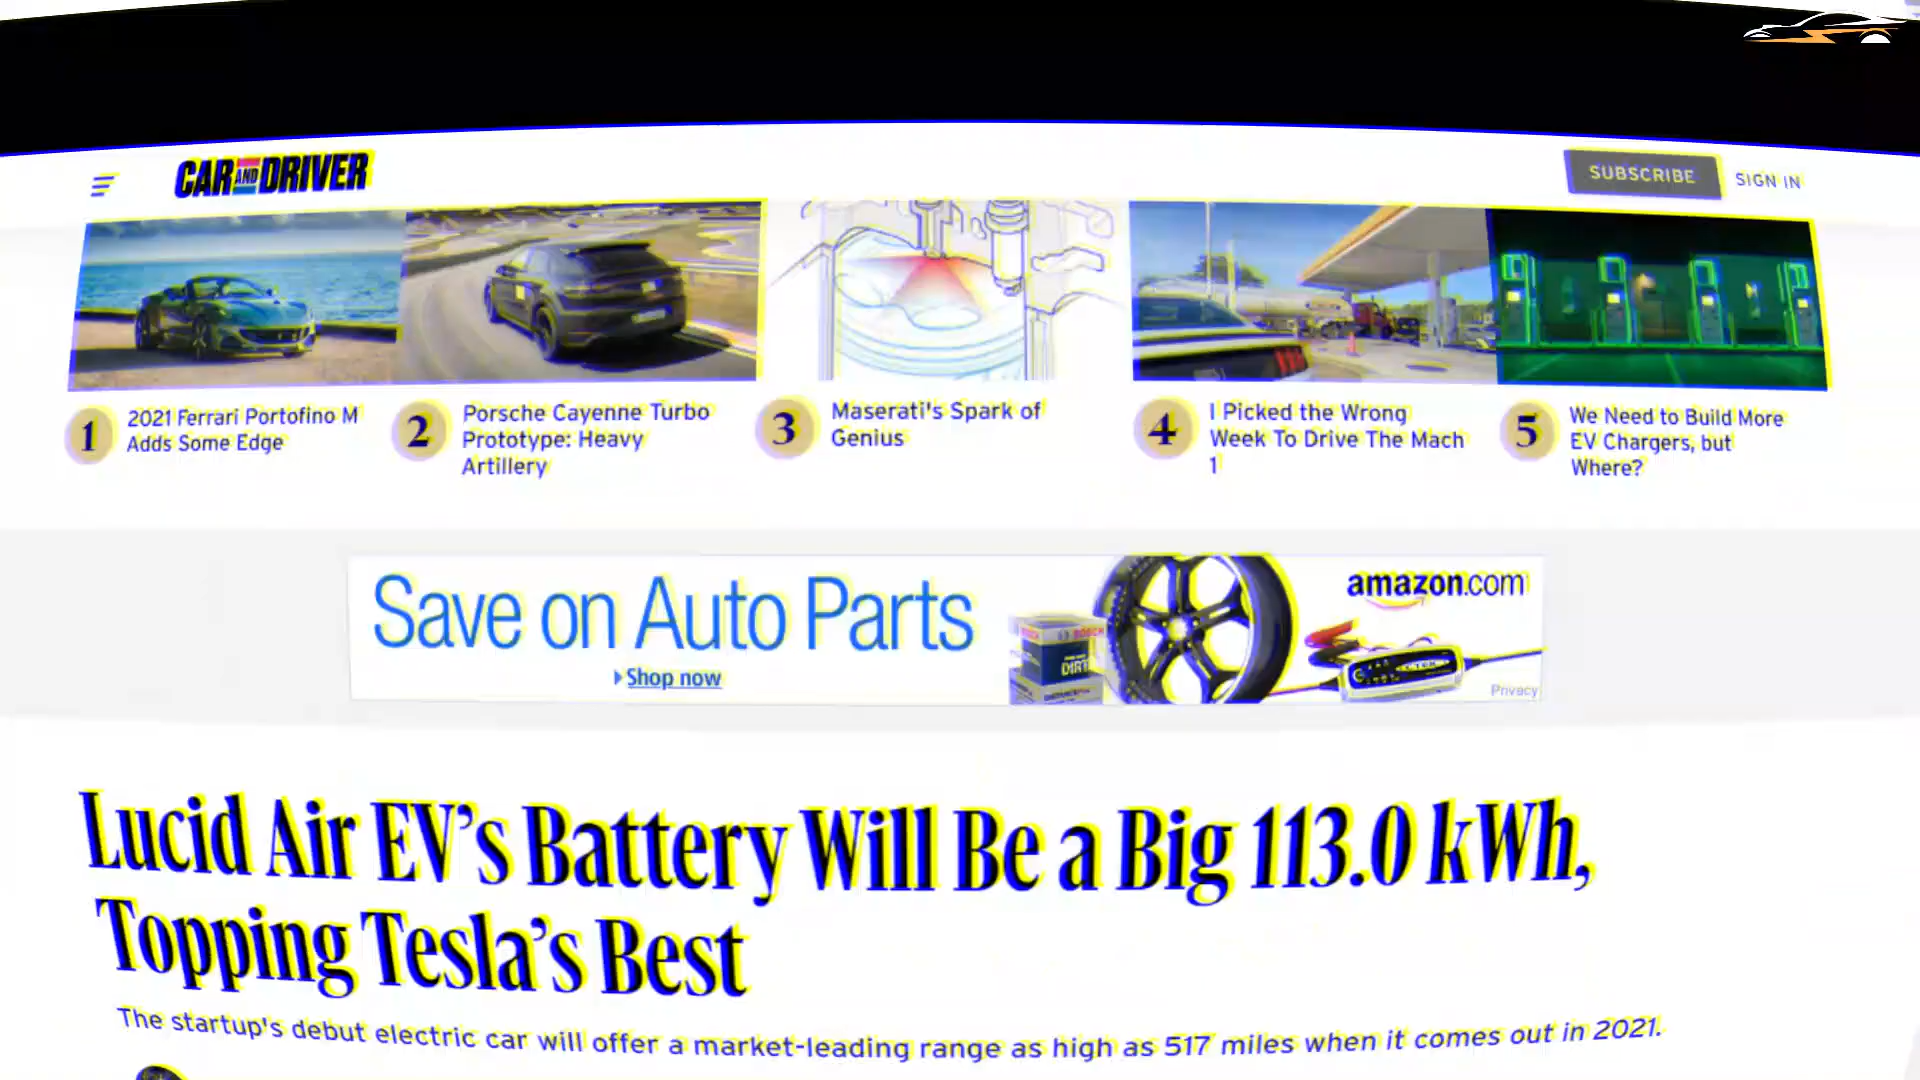 CAR AND DRIVER
SUBSCRIBE
SIGN IN
1
2021 Ferrari Portofino M
Adds Some Edge
2
Porsche Cayenne Turbo
Prototype: Heavy
Artillery
3
Maserati's Spark of
Genius
4
I Picked the Wrong
Week To Drive The Mach
1
5
We Need to Build More
EV Chargers, but
Where?
Save on Auto Parts
Shop now
BOSCH
DIRT
amazon.com
CTEK
Privacy
Lucid Air EV's Battery Will Be a Big 113.0 kWh,
Topping Tesla's Best
The startup's debut electric car will offer a market-leading range as high as 517 miles when it comes out in 2021.